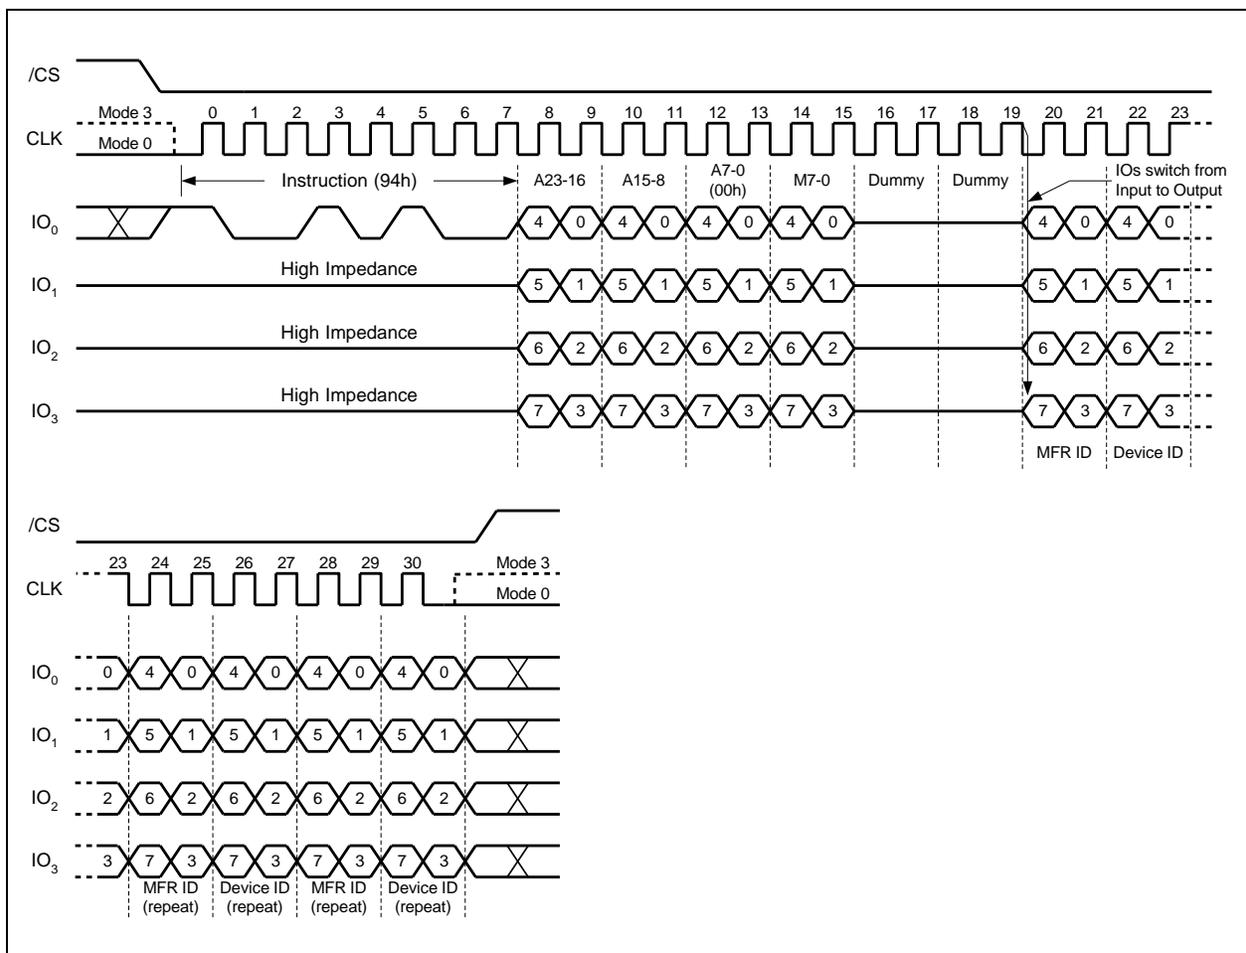 /CS
Mode 3 0 1 2 3 4 5 6 7 8 9 10 11 12 13 14 15 16 17 18 19 20 21 22 23
CLK
Mode 0
Instruction (94h) A23-16 A15-8 A7-0 (00h) M7-0 Dummy Dummy IOs switch from
Input to Output
IO0 4 0 4 0 4 0 4 0 4 0 4 0
High Impedance
IO1 5 1 5 1 5 1 5 1 5 1 5 1
High Impedance
IO2 6 2 6 2 6 2 6 2 6 2 6 2
High Impedance
IO3 7 3 7 3 7 3 7 3 7 3 7 3
MFR ID Device ID
/CS
23 24 25 26 27 28 29 30 Mode 3
CLK
Mode 0
IO0 0 4 0 4 0 4 0 4 0
IO1 1 5 1 5 1 5 1 5 1
IO2 2 6 2 6 2 6 2 6 2
IO3 3 7 3 7 3 7 3 7 3
MFR ID Device ID MFR ID Device ID
(repeat) (repeat) (repeat) (repeat)